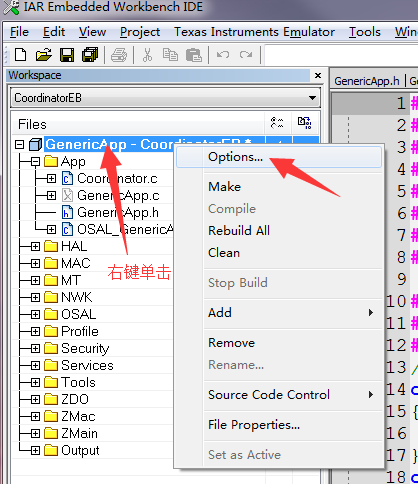 IAR Embedded Workbench IDE
File Edit View Project Texas Instruments Emulator Tools
Workspace
CoordinatorEB
GenericApp.h
Files
GenericApp - CoordinatorEB *
App
Coordinator.c
GenericApp.c
GenericApp.h
OSAL_GenericA
HAL
MAC
MT
NWK
OSAL
Profile
Security
Services
Tools
ZDO
ZMac
ZMain
Output
右键单击
Options...
Make
Compile
Rebuild All
Clean
Stop Build
Add
Remove
Rename...
Source Code Control
File Properties...
Set as Active
1 #
2 #
3 #
4 #
5 #
6 #
7 #
8 #
9
10 #
11 #
12 #
13 /
14
15 {
16
17 }
18